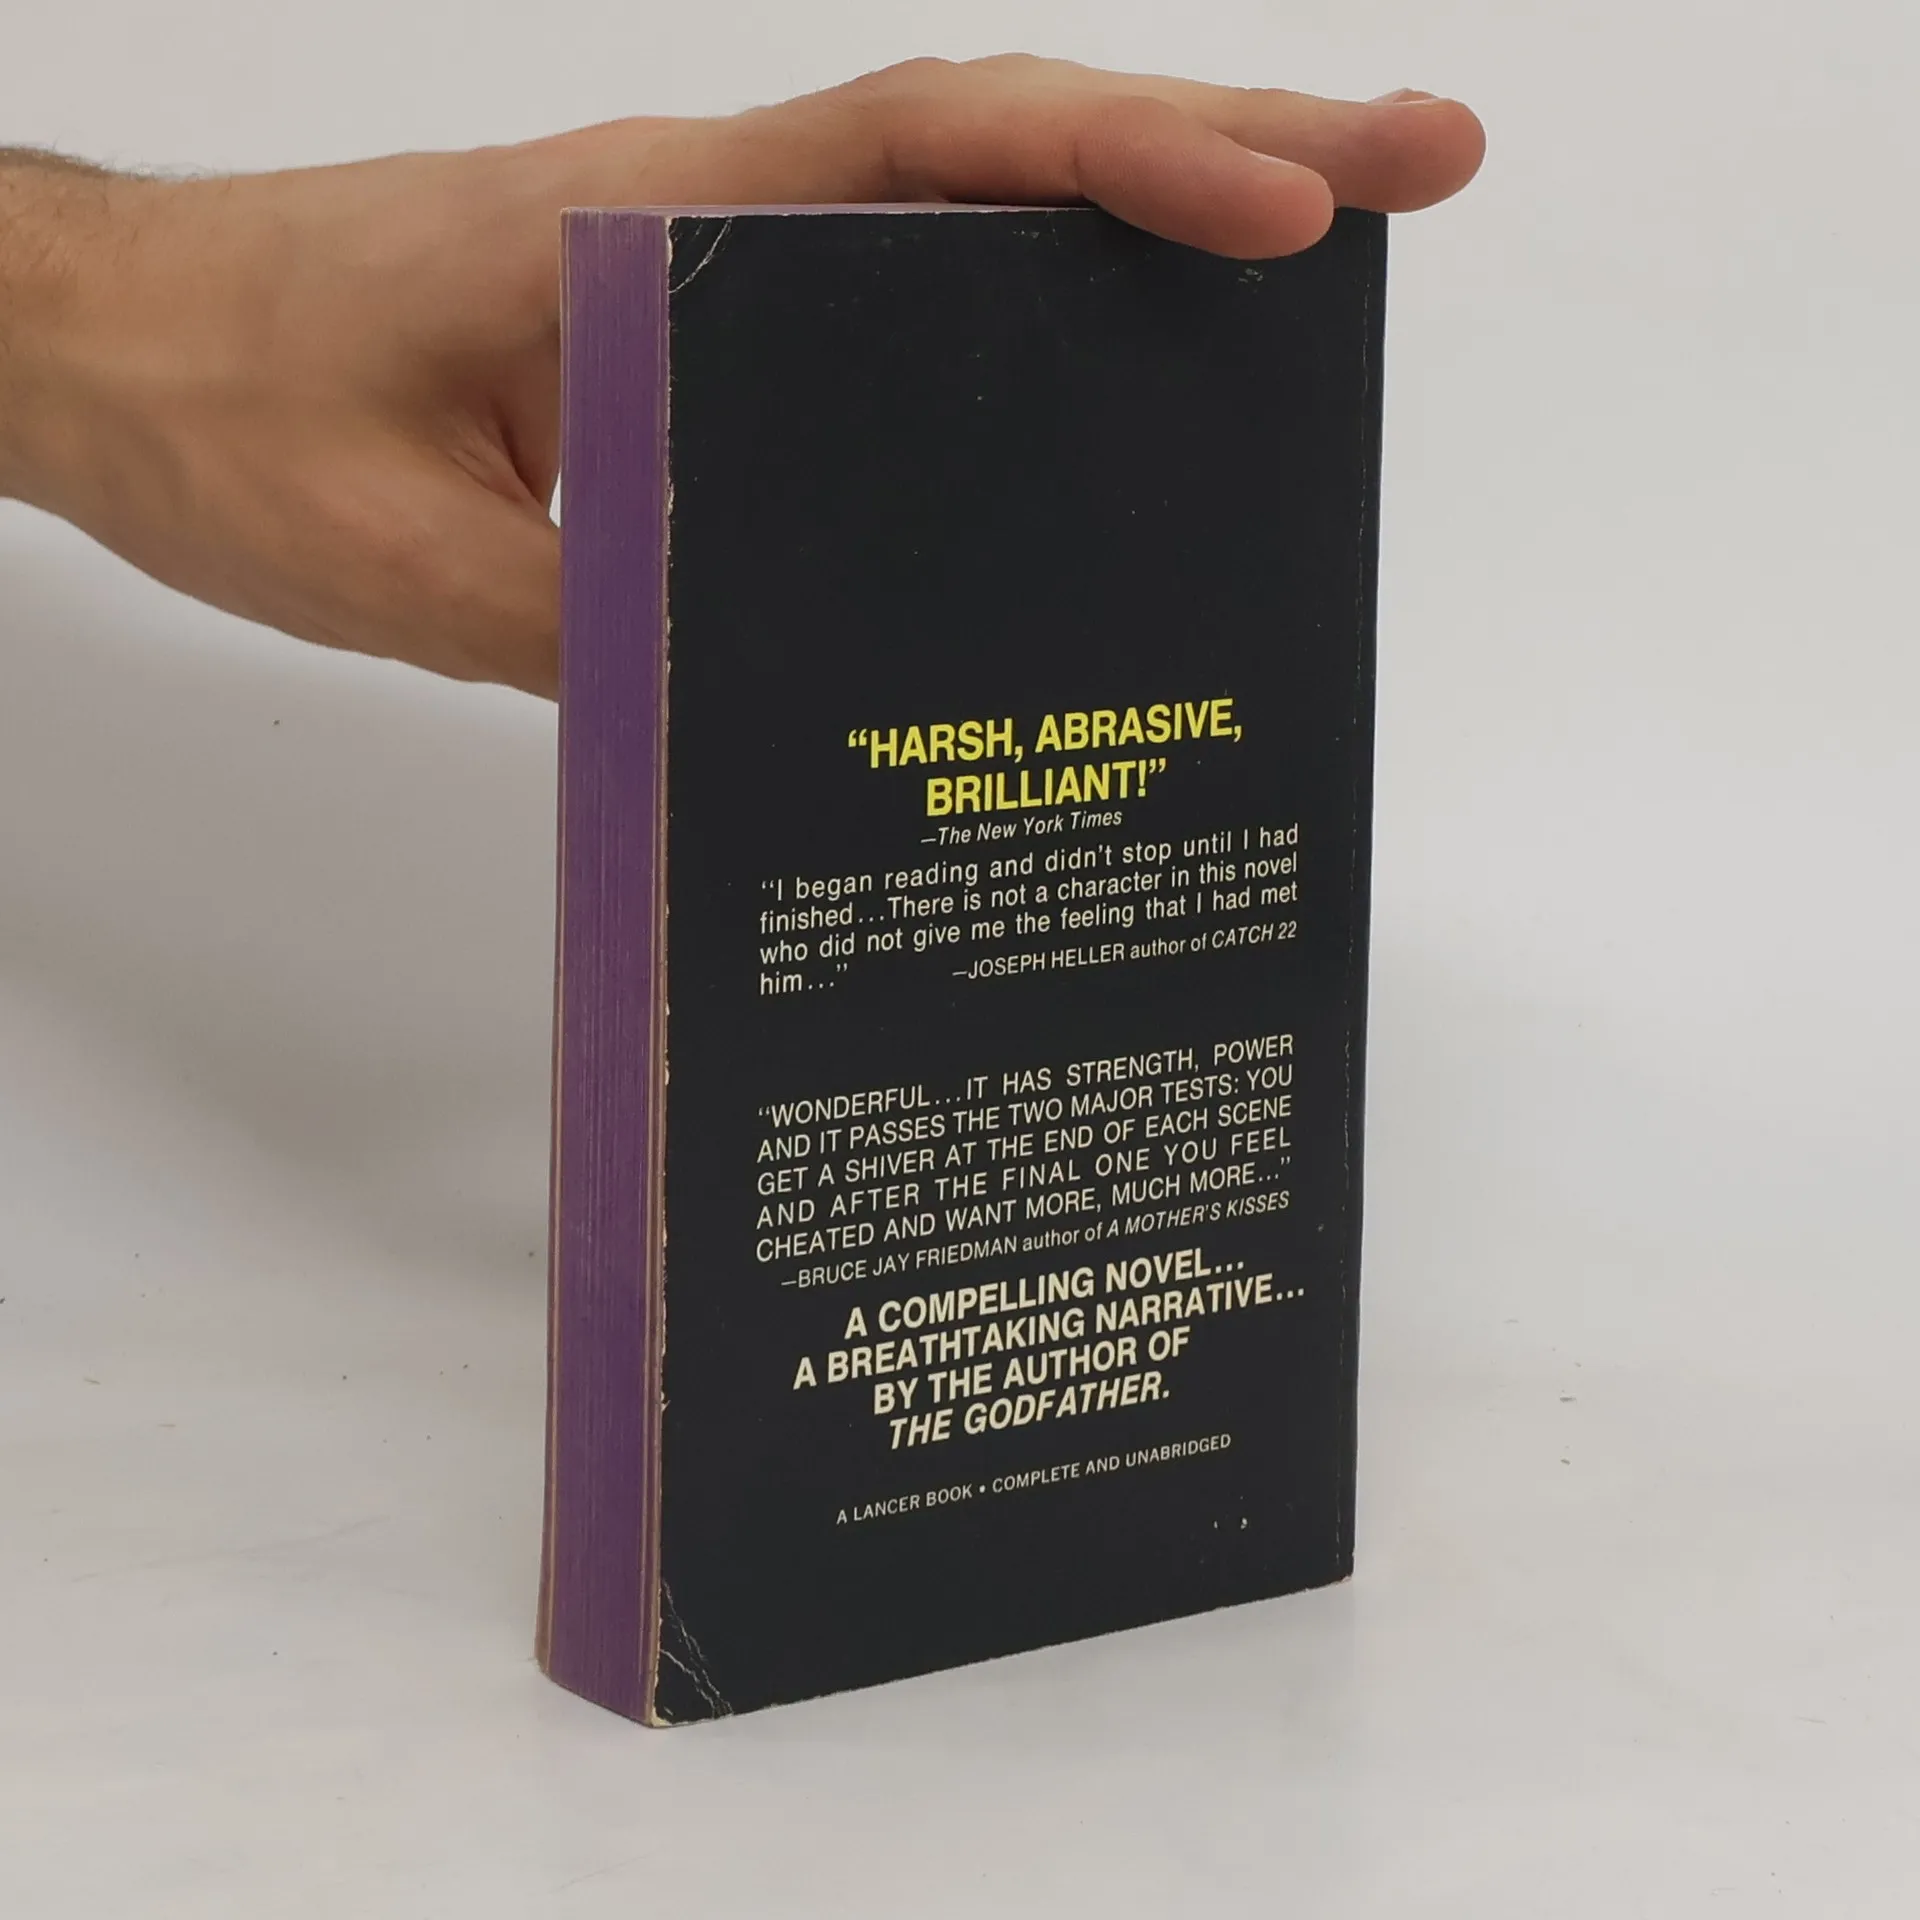 “HARSH, ABRASIVE,
BRILLIANT!”
—The New York Times
“I began reading and didn’t stop until I had
finished...There is not a character in this novel
who did not give me the feeling that I had met
him...” —JOSEPH HELLER author of CATCH 22
“WONDERFUL...IT HAS STRENGTH, POWER
AND IT PASSES THE TWO MAJOR TESTS: YOU
GET A SHIVER AT THE END OF EACH SCENE
AND AFTER THE FINAL ONE YOU FEEL
CHEATED AND WANT MORE, MUCH MORE...”
—BRUCE JAY FRIEDMAN author of A MOTHER’S KISSES
A COMPELLING NOVEL...
A BREATHTAKING NARRATIVE...
BY THE AUTHOR OF
THE GODFATHER.
A LANCER BOOK • COMPLETE AND UNABRIDGED